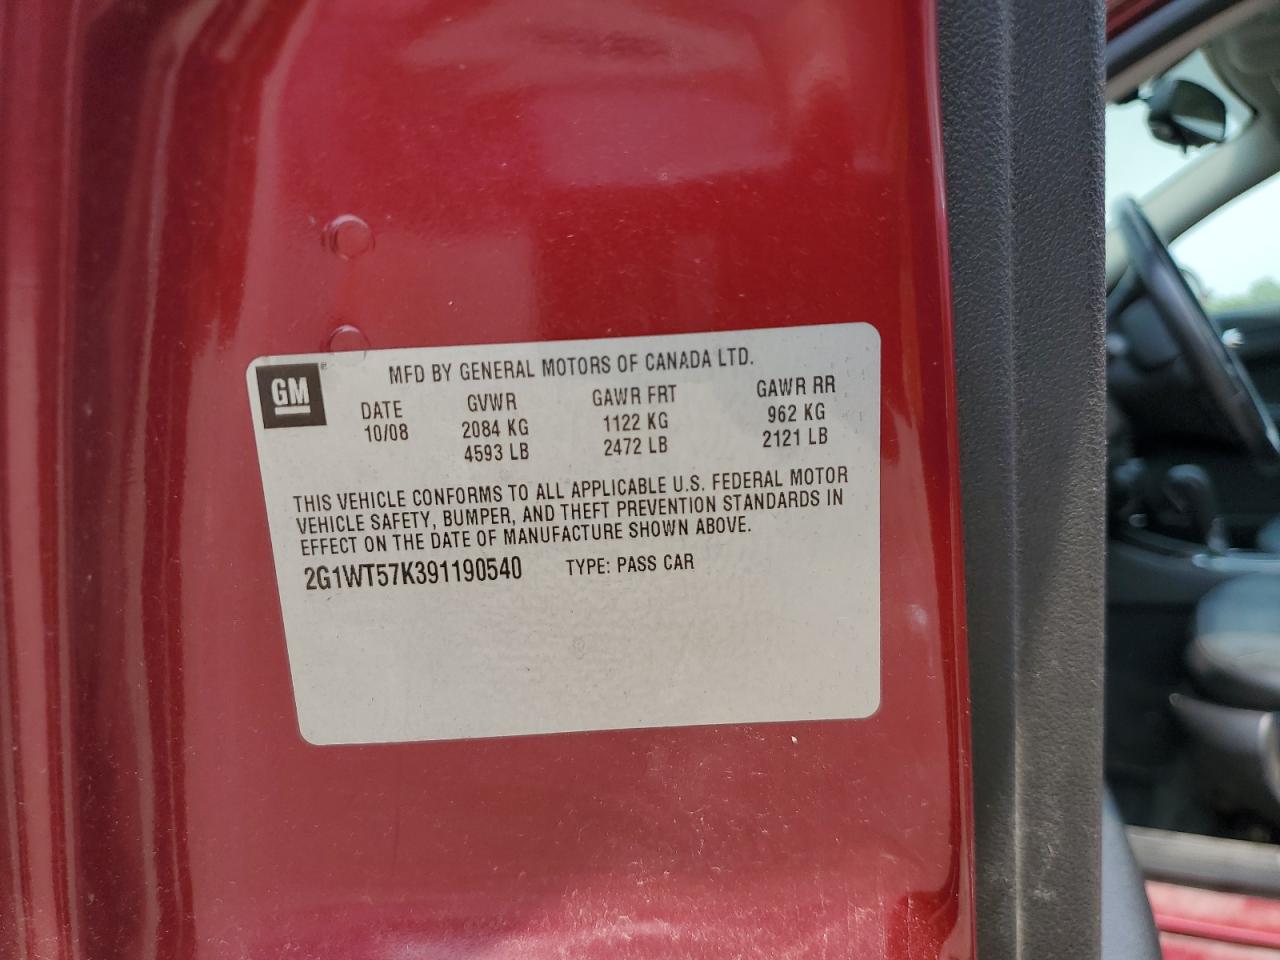 GM
MFD BY GENERAL MOTORS OF CANADA LTD.
DATE GVWR GAWR FRT GAWR RR
10/08 2084 KG 1122 KG 962 KG
4593 LB 2472 LB 2121 LB
THIS VEHICLE CONFORMS TO ALL APPLICABLE U.S. FEDERAL MOTOR
VEHICLE SAFETY, BUMPER, AND THEFT PREVENTION STANDARDS IN
EFFECT ON THE DATE OF MANUFACTURE SHOWN ABOVE.
2G1WT57K391190540 TYPE: PASS CAR